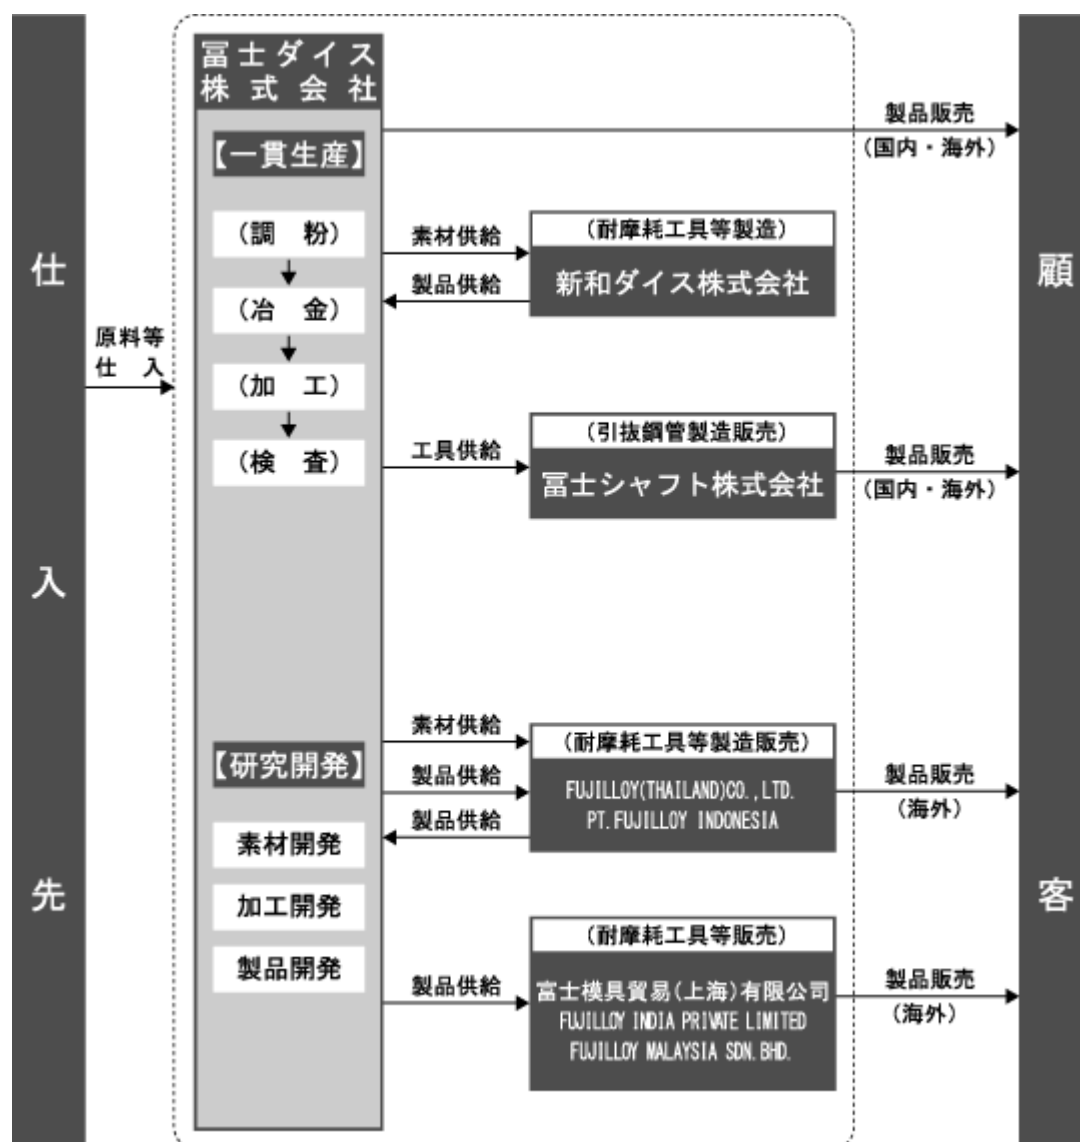 仕入先
原料等
仕　入
冨士ダイス
株式会社
【一貫生産】
（調　粉）
（冶　金）
（加　工）
（検　査）
【研究開発】
素材開発
加工開発
製品開発
製品販売
（国内・海外）
素材供給
製品供給
（耐摩耗工具等製造）
新和ダイス株式会社
工具供給
（引抜鋼管製造販売）
冨士シャフト株式会社
製品販売
（国内・海外）
素材供給
製品供給
製品供給
（耐摩耗工具等製造販売）
FUJILLOY(THAILAND)CO.,LTD.
PT.FUJILLOY INDONESIA
製品販売
（海外）
製品供給
（耐摩耗工具等販売）
富士模具貿易(上海)有限公司
FUJILLOY INDIA PRIVATE LIMITED
FUJILLOY MALAYSIA SDN.BHD.
製品販売
（海外）
顧客